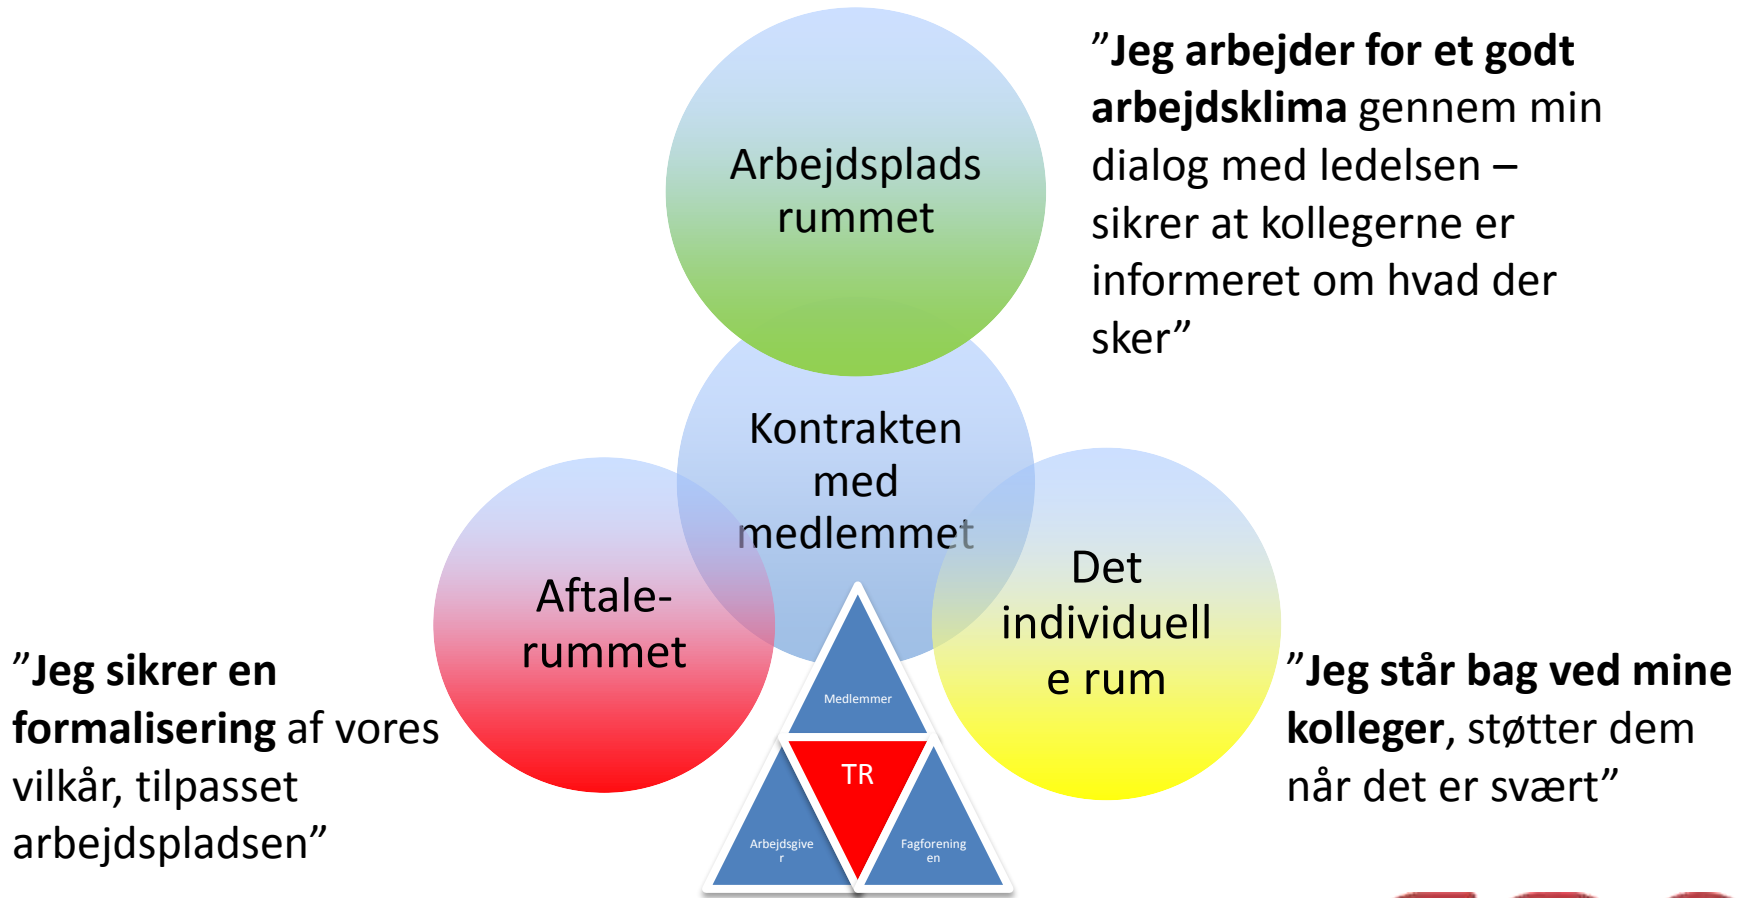 Arbejdsplads
rummet
”Jeg arbejder for et godt
arbejdsklima gennem min
dialog med ledelsen –
sikrer at kollegerne er
informeret om hvad der
sker”
Kontrakten
med
medlemmet
Aftale-
rummet
Det
individuell
e rum
”Jeg sikrer en
formalisering af vores
vilkår, tilpasset
arbejdspladsen”
”Jeg står bag ved mine
kolleger, støtter dem
når det er svært”
Medlemmer
TR
Arbejdsgive
r
Fagforening
en